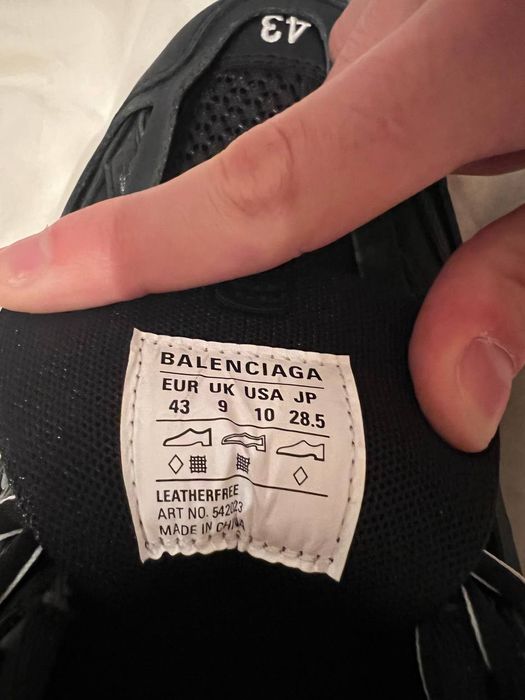 43
BALENCIAGA
EUR UK USA JP
43 9 10 28.5
LEATHERFREE
ART NO. 542023
MADE IN CHINA